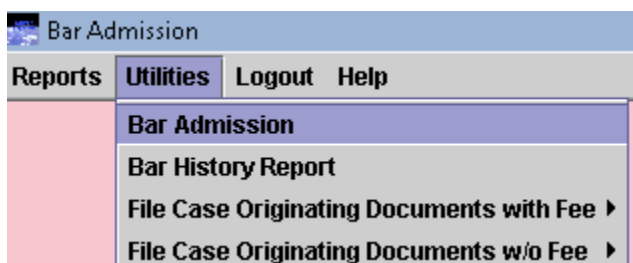 Bar Admission
Reports Utilities Logout Help
Bar Admission
Bar History Report
File Case Originating Documents with Fee
File Case Originating Documents w/o Fee